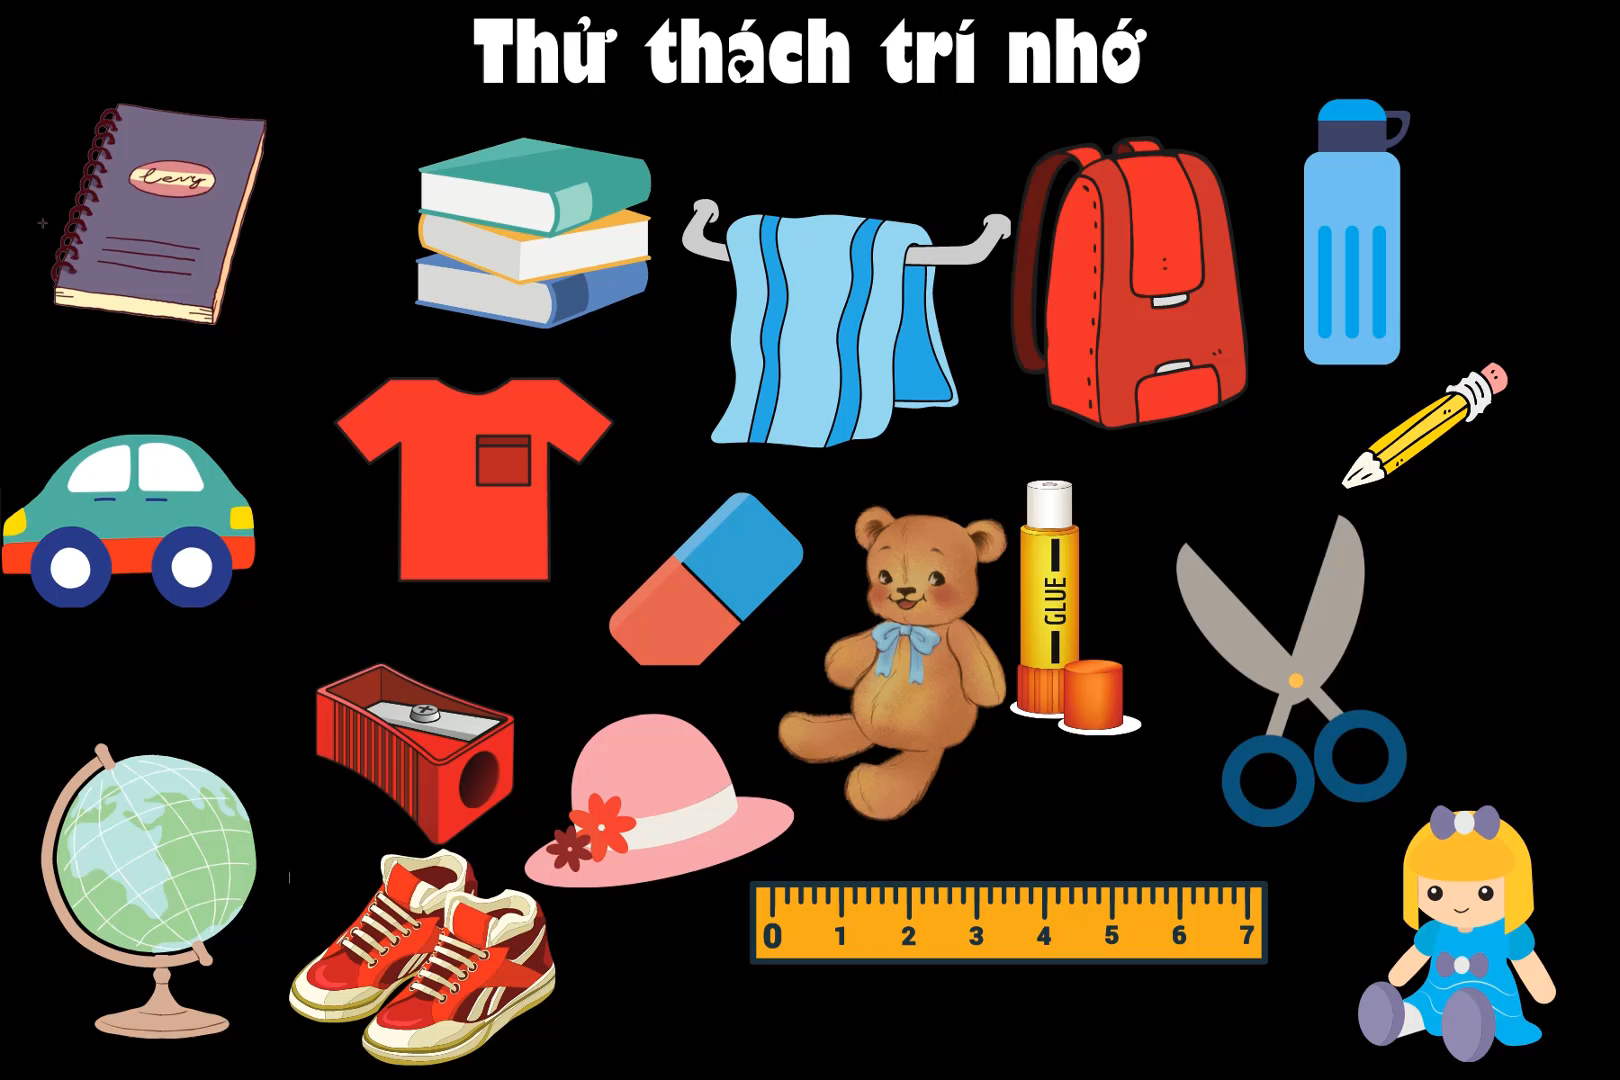 Thử thách trí nhớ
Levy
GLUE
0 1 2 3 4 5 6 7